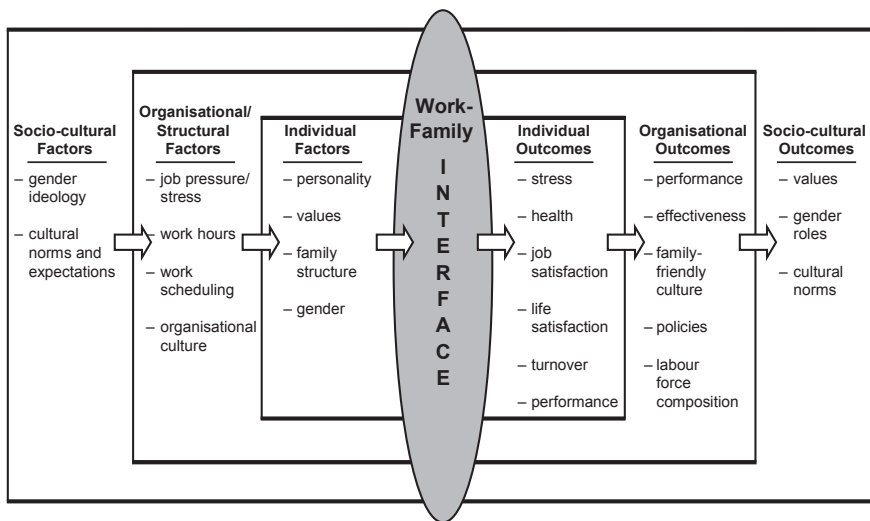 Socio-cultural
Factors
– gender
ideology
– cultural
norms and
expectations
Organisational/
Structural
Factors
– job pressure/
stress
– work hours
– work
scheduling
– organisational
culture
Individual
Factors
– personality
– values
– family
structure
– gender
Work-
Family
I
N
T
E
R
F
A
C
E
Individual
Outcomes
– stress
– health
– job
satisfaction
– life
satisfaction
– turnover
– performance
Organisational
Outcomes
– performance
– effectiveness
– family-
friendly
culture
– policies
– labour
force
composition
Socio-cultural
Outcomes
– values
– gender
roles
– cultural
norms